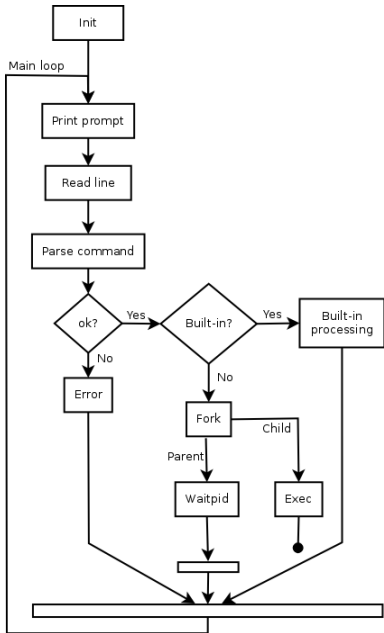 Init
Main loop
Print prompt
Read line
Parse command
ok?
Yes
Built-in?
Yes
Built-in
processing
No
Error
No
Fork
Child
Parent
Waitpid
Exec